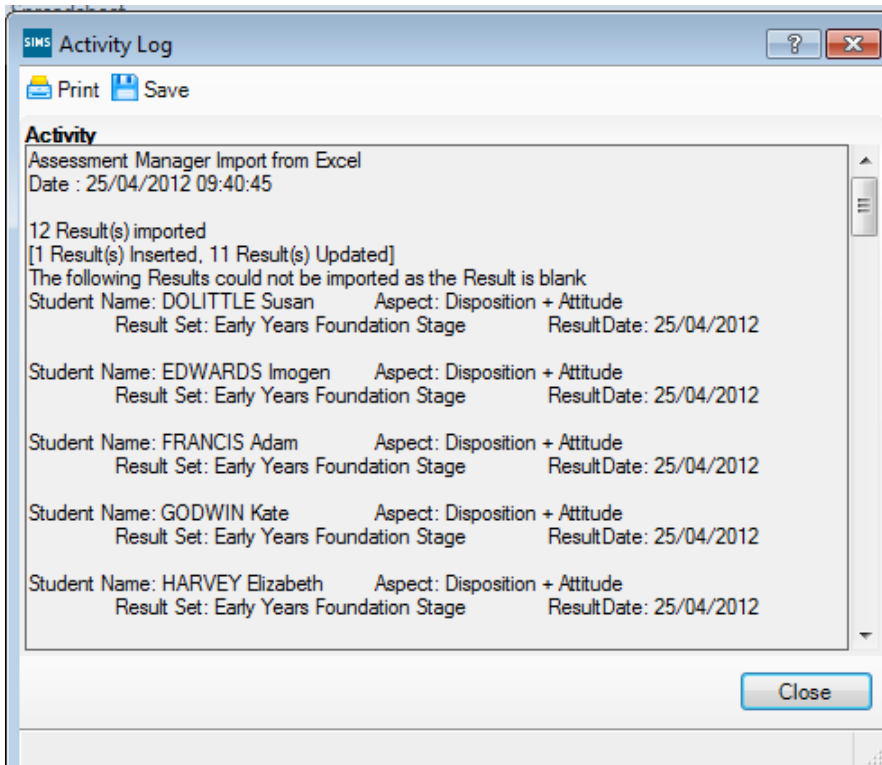 Spreadsheet
SIMS Activity Log
Print Save
Activity
Assessment Manager Import from Excel
Date : 25/04/2012 09:40:45
12 Result(s) imported
[1 Result(s) Inserted, 11 Result(s) Updated]
The following Results could not be imported as the Result is blank
Student Name: DOLITTLE Susan Aspect: Disposition + Attitude
Result Set: Early Years Foundation Stage ResultDate: 25/04/2012
Student Name: EDWARDS Imogen Aspect: Disposition + Attitude
Result Set: Early Years Foundation Stage ResultDate: 25/04/2012
Student Name: FRANCIS Adam Aspect: Disposition + Attitude
Result Set: Early Years Foundation Stage ResultDate: 25/04/2012
Student Name: GODWIN Kate Aspect: Disposition + Attitude
Result Set: Early Years Foundation Stage ResultDate: 25/04/2012
Student Name: HARVEY Elizabeth Aspect: Disposition + Attitude
Result Set: Early Years Foundation Stage ResultDate: 25/04/2012
Close